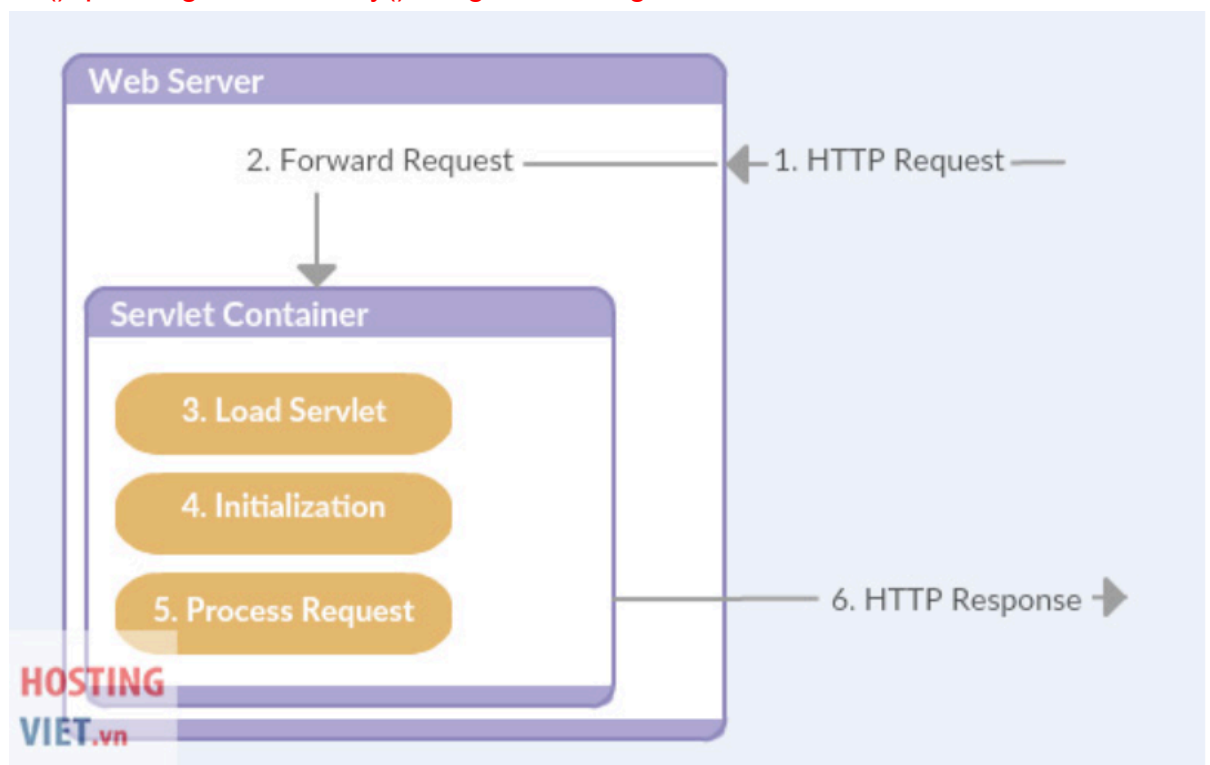 Web Server
2. Forward Request
1. HTTP Request
Servlet Container
3. Load Servlet
4. Initialization
5. Process Request
6. HTTP Response
HOSTING
VIET.vn